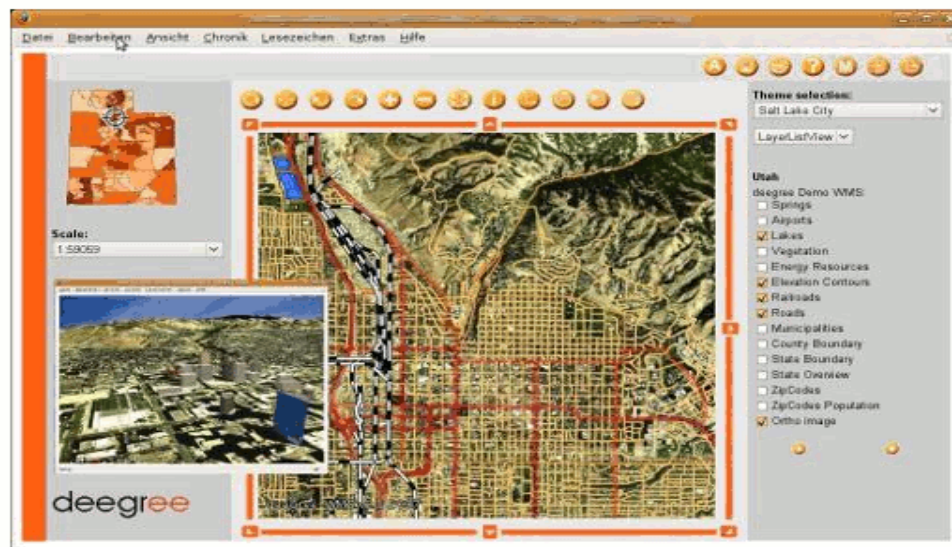 Datei Bearbeiten Ansicht Chronik Lesezeichen Extras Hilfe
A ? M
Theme selection:
Salt Lake City
LayerListView
Utah
deegree Demo WMS:
Springs
Airports
Lakes
Vegetation
Energy Resources
Elevation Contours
Railroads
Roads
Municipalities
County Boundary
State Boundary
State Overview
ZipCodes
ZipCodes Population
Ortho image
Scale:
1:59059
deegree